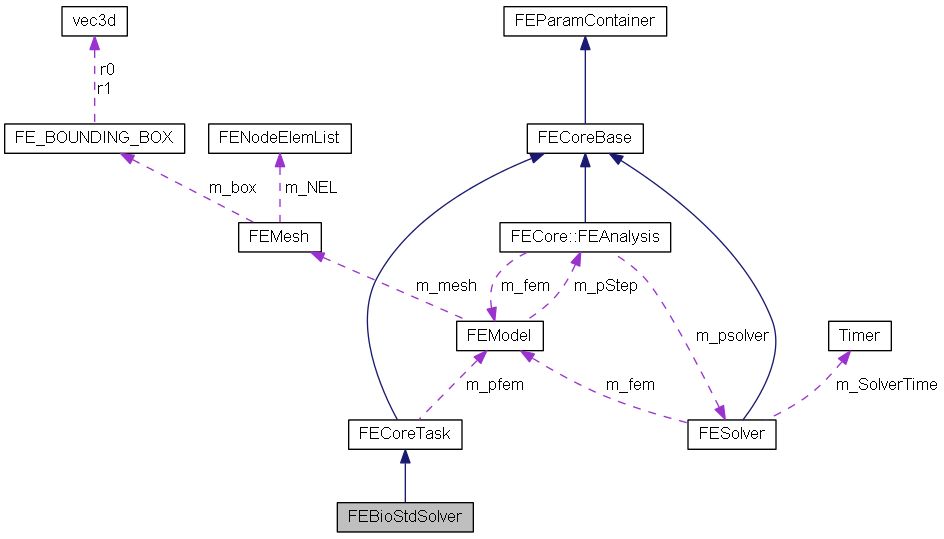 vec3d
FEParamContainer
r0
r1
FE_BOUNDING_BOX
FENodeElemList
FECoreBase
m_box
m_NEL
FEMesh
FECore::FEAnalysis
m_mesh
m_fem
m_pStep
FEModel
m_psolver
Timer
m_pfem
m_fem
m_SolverTime
FECoreTask
FESolver
FEBioStdSolver